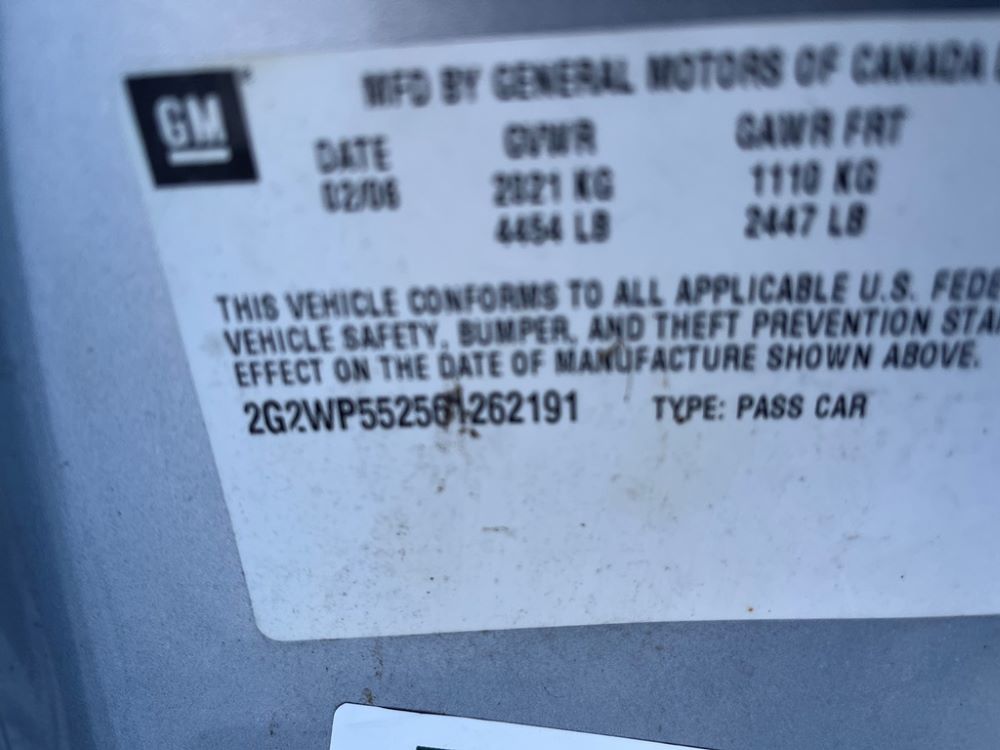 GM
MFD BY GENERAL MOTORS OF CANADA
DATE GVWR GAWR FRT
02/06 2021 KG 1110 KG
4454 LB 2447 LB
THIS VEHICLE CONFORMS TO ALL APPLICABLE U.S. FEDE
VEHICLE SAFETY, BUMPER, AND THEFT PREVENTION STA
EFFECT ON THE DATE OF MANUFACTURE SHOWN ABOVE.
2G2WP552561262191 TYPE: PASS CAR